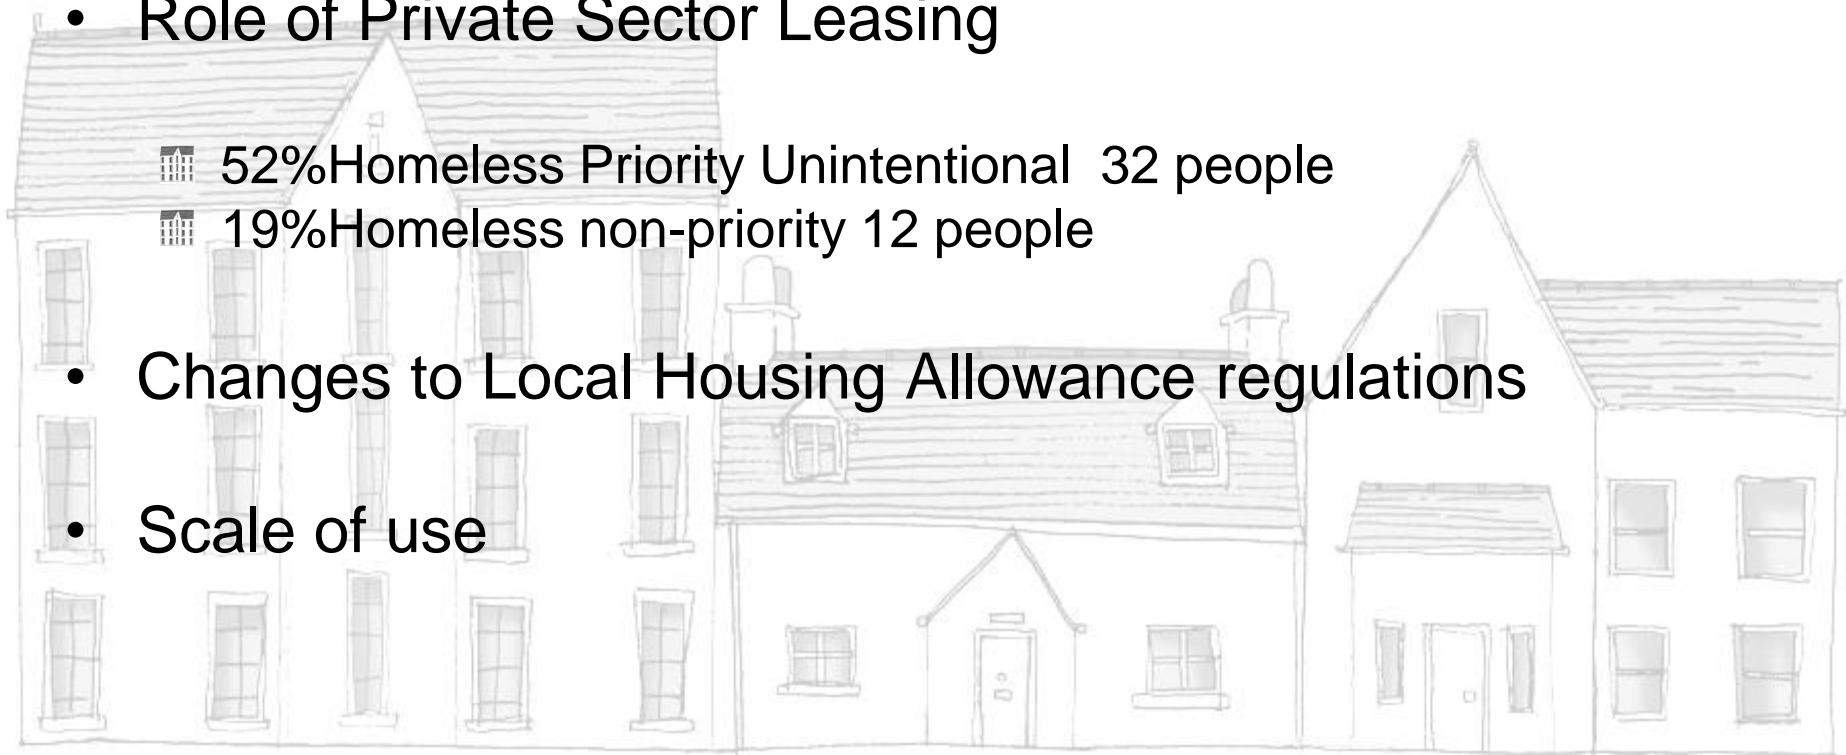 • Role of Private Sector Leasing
52%Homeless Priority Unintentional 32 people
19%Homeless non-priority 12 people
• Changes to Local Housing Allowance regulations
• Scale of use